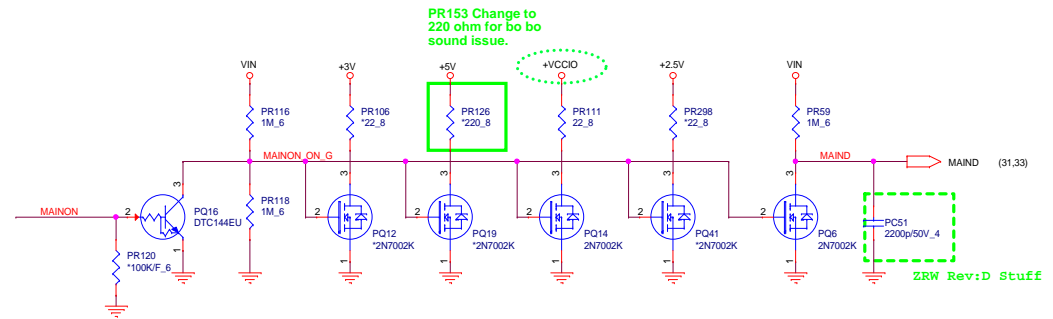 PR153 Change to
220 ohm for bo bo
sound issue.
VIN
+3V
+5V
+VCCIO
+2.5V
VIN
PR116
1M_6
PR106
*22_8
PR126
*220_8
PR111
22_8
PR298
*22_8
PR59
1M_6
MAINON_ON_G
MAIND
MAIND
(31,33)
3
3
3
3
3
3
MAINON
2
PQ16
DTC144EU
PR118
1M_6
2
2
2
2
2
PQ12
*2N7002K
PQ19
*2N7002K
PQ14
2N7002K
PQ41
*2N7002K
PQ6
2N7002K
PC51
2200p/50V_4
1
1
1
1
1
1
PR120
*100K/F_6
ZRW Rev:D Stuff